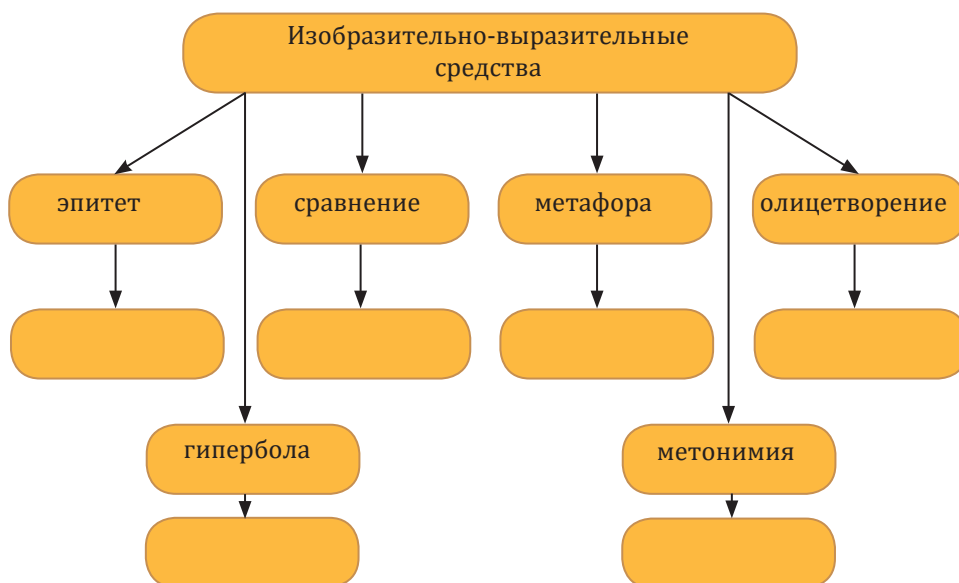 Изобразительно-выразительные
средства
эпитет
сравнение
метафора
олицетворение
гипербола
метонимия